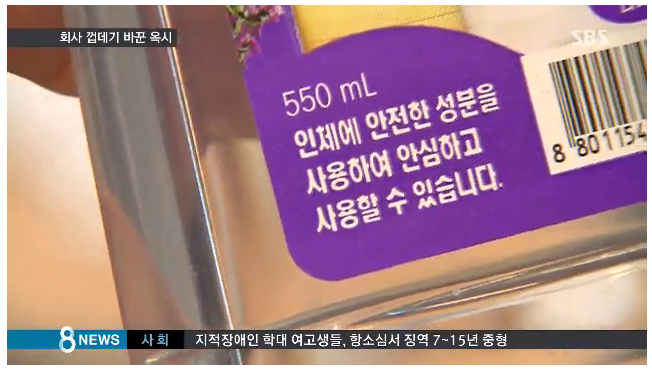 회사 껍데기 바꾼 옥시
SBS
550 mL
인체에 안전한 성분을
사용하여 안심하고
사용할 수 있습니다.
8 801154
8 NEWS 사회 지적장애인 학대 여고생들, 항소심서 징역 7~15년 중형